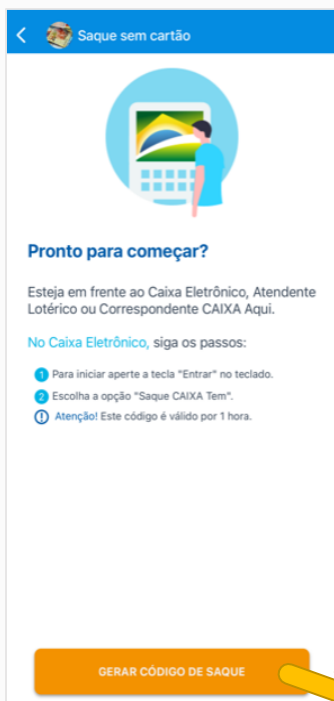 Saque sem cartão
Pronto para começar?
Esteja em frente ao Caixa Eletrônico, Atendente
Lotérico ou Correspondente CAIXA Aqui.
No Caixa Eletrônico, siga os passos:
1 Para iniciar aperte a tecla "Entrar" no teclado.
2 Escolha a opção "Saque CAIXA Tem".
! Atenção! Este código é válido por 1 hora.
GERAR CÓDIGO DE SAQUE